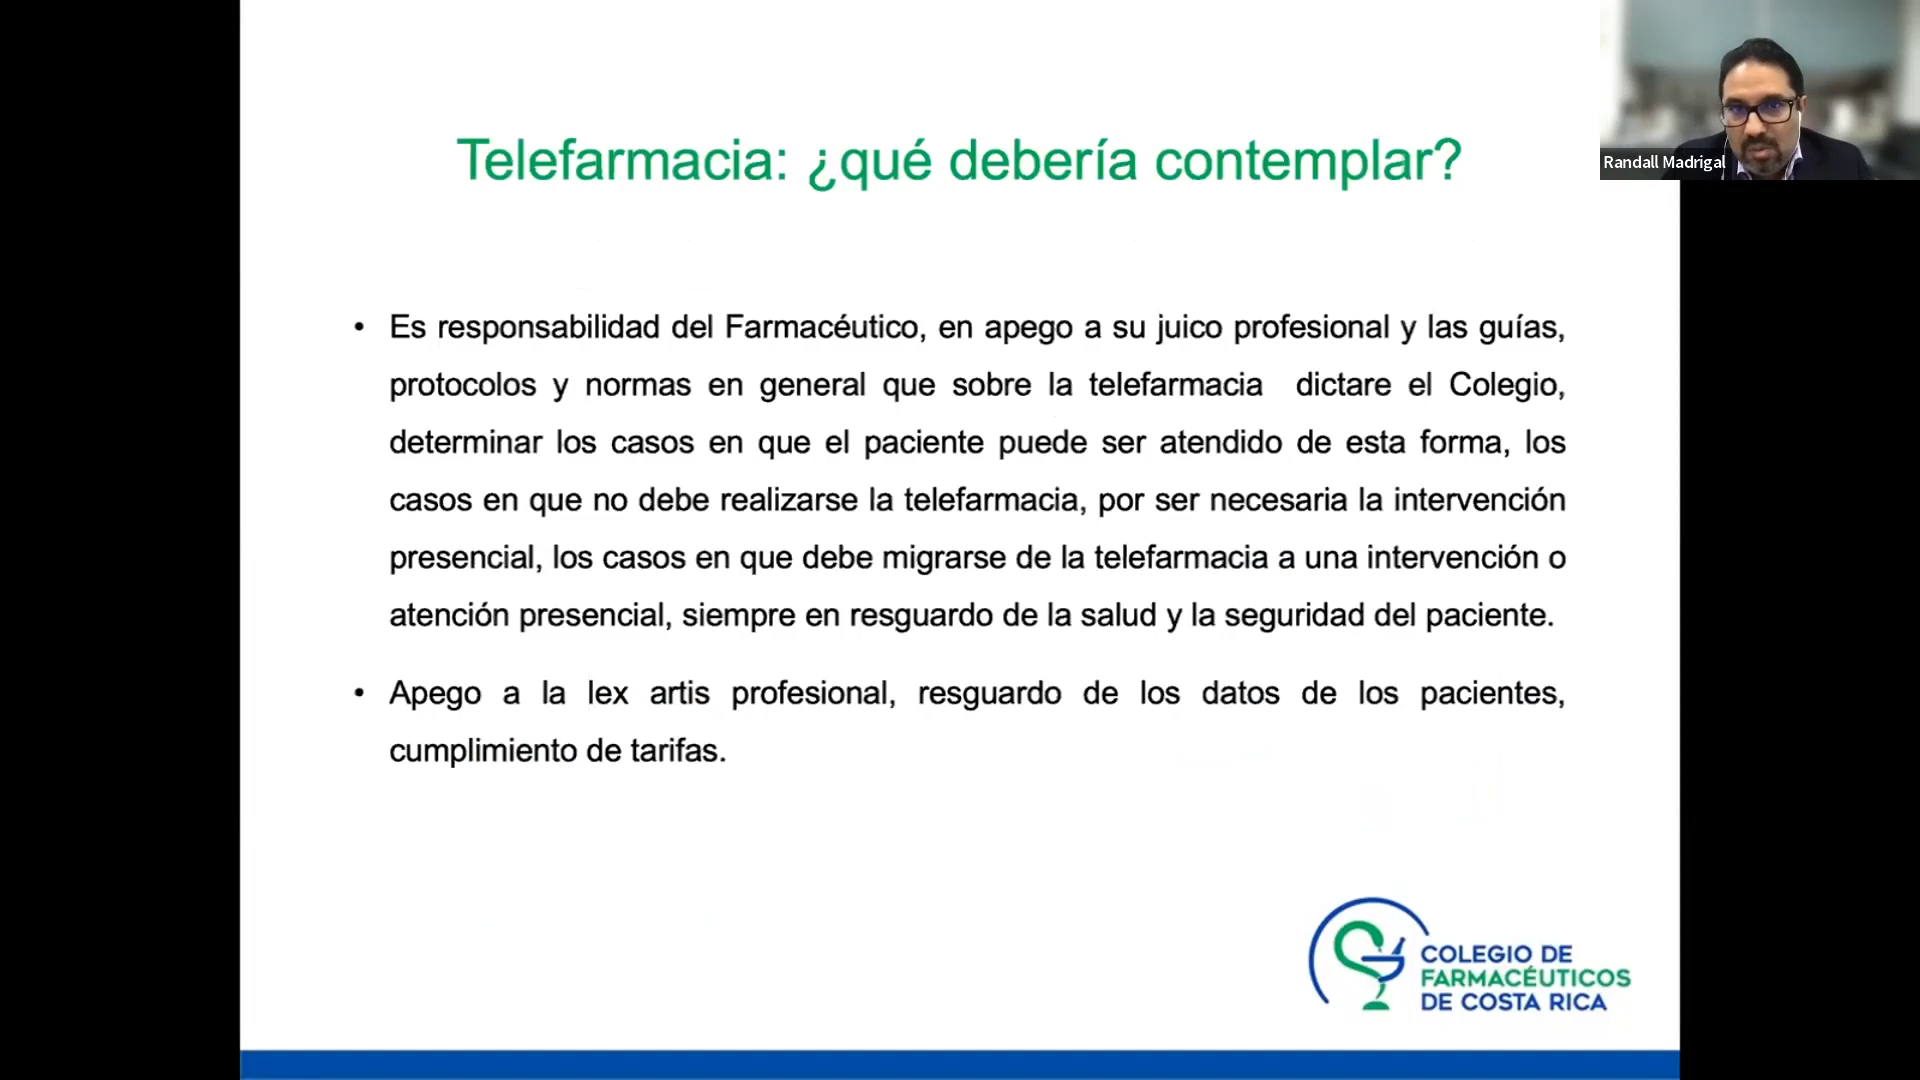 Telefarmacia: ¿qué debería contemplar?
Randall Madrigal
• Es responsabilidad del Farmacéutico, en apego a su juico profesional y las guías,
protocolos y normas en general que sobre la telefarmacia dictare el Colegio,
determinar los casos en que el paciente puede ser atendido de esta forma, los
casos en que no debe realizarse la telefarmacia, por ser necesaria la intervención
presencial, los casos en que debe migrarse de la telefarmacia a una intervención o
atención presencial, siempre en resguardo de la salud y la seguridad del paciente.
• Apego a la lex artis profesional, resguardo de los datos de los pacientes,
cumplimiento de tarifas.
COLEGIO DE
FARMACÉUTICOS
DE COSTA RICA